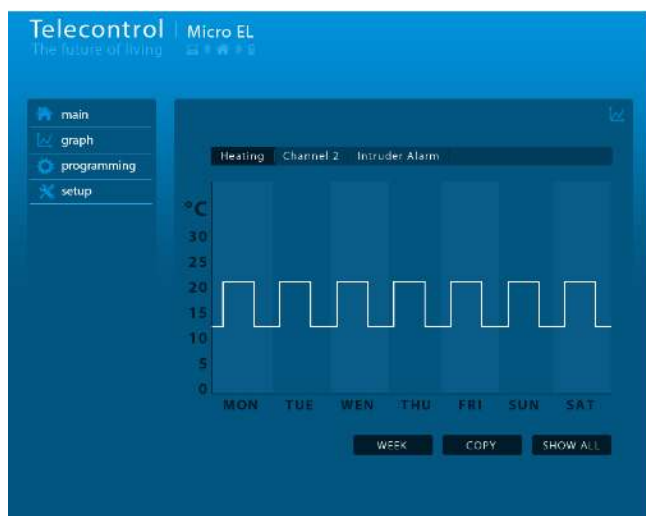 Telecontrol | Micro EL
The future of living
main
graph
programming
setup
Heating Channel 2 Intruder Alarm
°C
30
25
20
15
10
5
0
MON TUE WEN THU FRI SUN SAT
WEEK COPY SHOW ALL